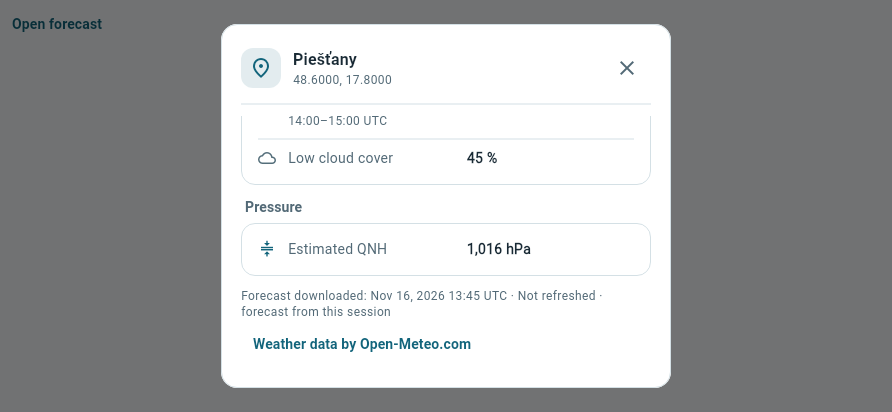 Open forecast
Piešťany
48.6000, 17.8000
14:00–15:00 UTC
Low cloud cover 45 %
Pressure
Estimated QNH 1,016 hPa
Forecast downloaded: Nov 16, 2026 13:45 UTC · Not refreshed ·
forecast from this session
Weather data by Open-Meteo.com